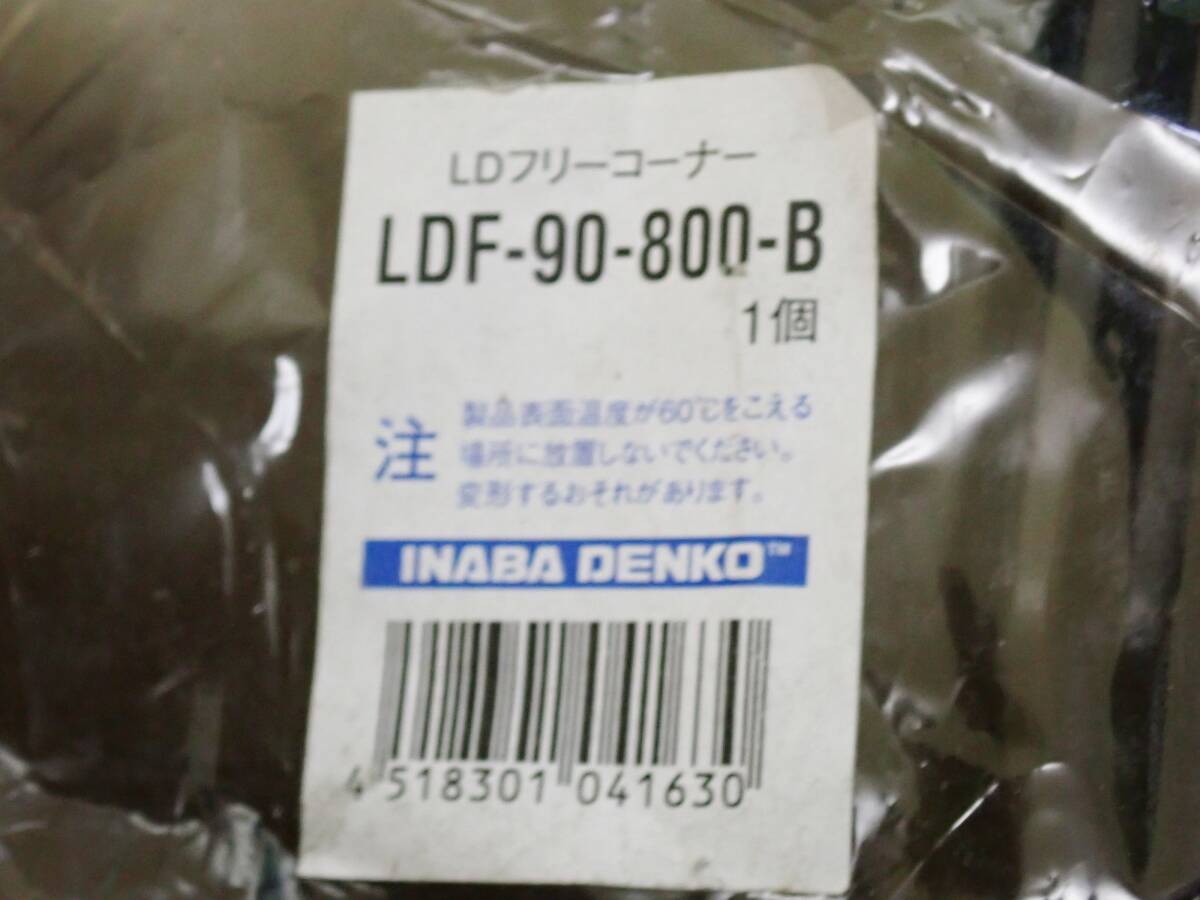 LDフリーコーナー
LDF-90-800-B
1個
注
製品表面温度が60℃をこえる
場所に放置しないでください。
変形するおそれがあります。
INABA DENKO™
4 518301 041630